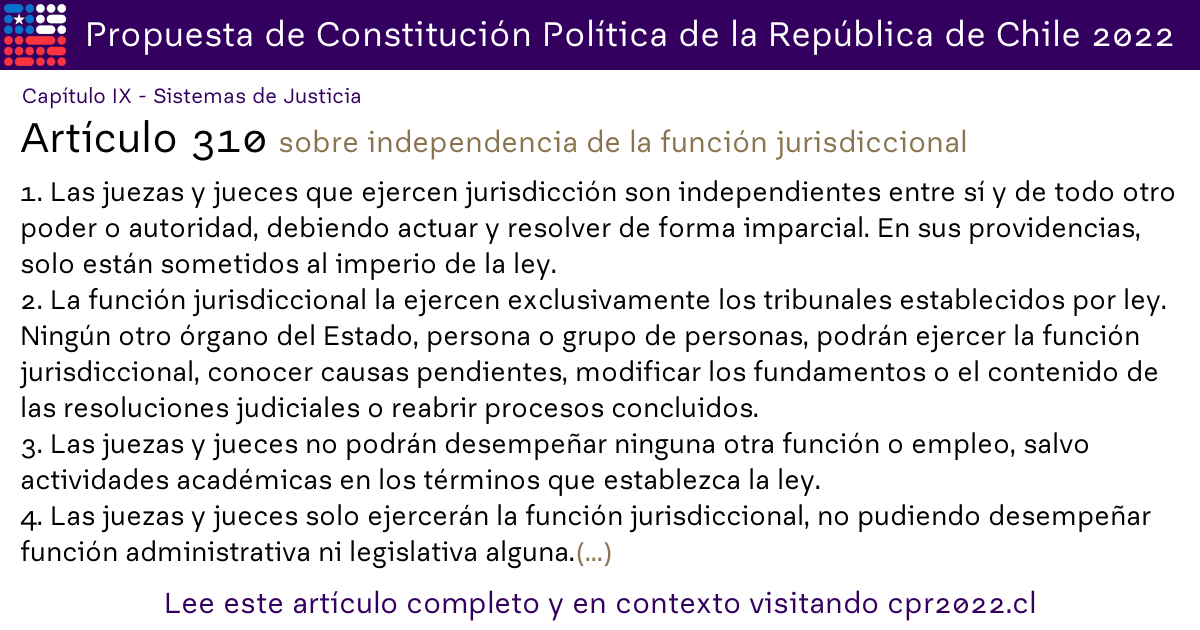 Propuesta de Constitución Política de la República de Chile 2022
Capítulo IX - Sistemas de Justicia
Artículo 310 sobre independencia de la función jurisdiccional
1. Las juezas y jueces que ejercen jurisdicción son independientes entre sí y de todo otro
poder o autoridad, debiendo actuar y resolver de forma imparcial. En sus providencias,
solo están sometidos al imperio de la ley.
2. La función jurisdiccional la ejercen exclusivamente los tribunales establecidos por ley.
Ningún otro órgano del Estado, persona o grupo de personas, podrán ejercer la función
jurisdiccional, conocer causas pendientes, modificar los fundamentos o el contenido de
las resoluciones judiciales o reabrir procesos concluidos.
3. Las juezas y jueces no podrán desempeñar ninguna otra función o empleo, salvo
actividades académicas en los términos que establezca la ley.
4. Las juezas y jueces solo ejercerán la función jurisdiccional, no pudiendo desempeñar
función administrativa ni legislativa alguna.(...)
Lee este artículo completo y en contexto visitando cpr2022.cl